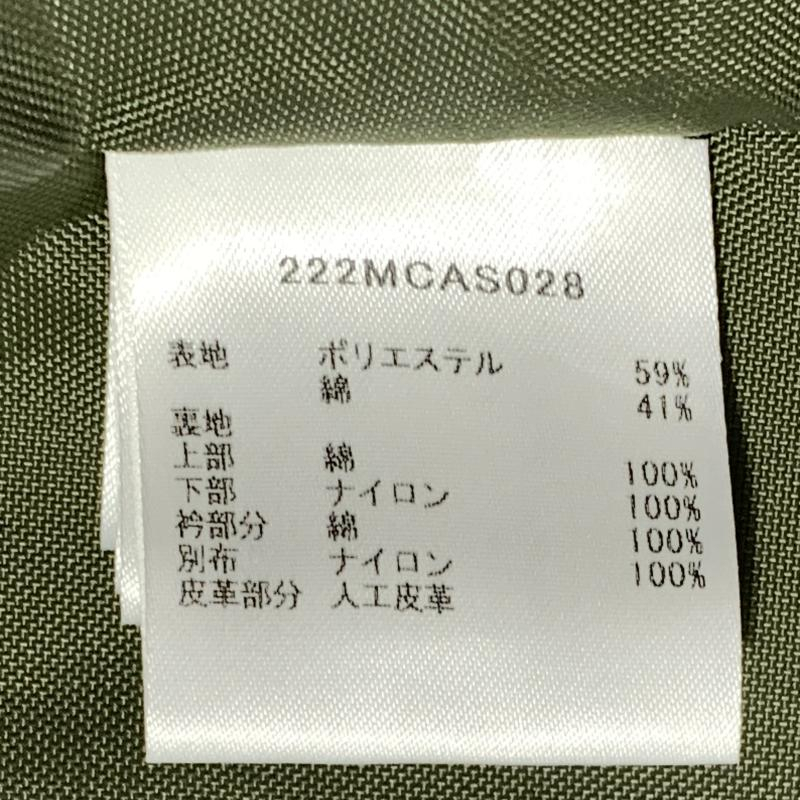 222MCAS028
表地 ポリエステル 59%
綿 41%
裏地
上部 綿 100%
下部 ナイロン 100%
衿部分 綿 100%
別布 ナイロン 100%
皮革部分 人工皮革